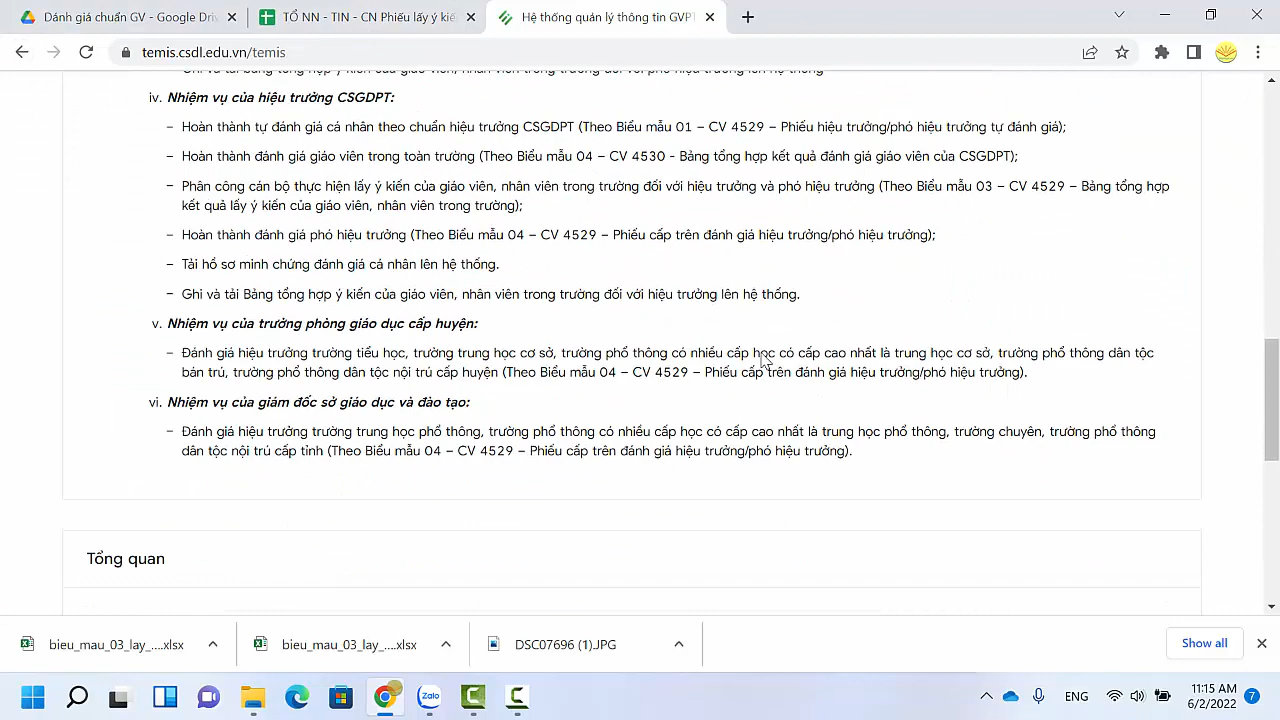 Dánh giá chuẩn GV - Google Driv
TỔ NN - TIN - CN Phiếu lấy ý kiế
Hệ thống quản lý thông tin GVPT
temis.csdl.edu.vn/temis
iv. Nhiệm vụ của hiệu trưởng CSGDPT:
– Hoàn thành tự đánh giá cá nhân theo chuẩn hiệu trưởng CSGDPT (Theo Biểu mẫu 01 – CV 4529 – Phiếu hiệu trưởng/phó hiệu trưởng tự đánh giá);
– Hoàn thành đánh giá giáo viên trong toàn trường (Theo Biểu mẫu 04 – CV 4530 - Bảng tổng hợp kết quả đánh giá giáo viên của CSGDPT);
– Phân công cán bộ thực hiện lấy ý kiến của giáo viên, nhân viên trong trường đối với hiệu trưởng và phó hiệu trưởng (Theo Biểu mẫu 03 – CV 4529 – Bảng tổng hợp
kết quả lấy ý kiến của giáo viên, nhân viên trong trường);
– Hoàn thành đánh giá phó hiệu trưởng (Theo Biểu mẫu 04 – CV 4529 – Phiếu cấp trên đánh giá hiệu trưởng/phó hiệu trưởng);
– Tải hồ sơ minh chứng đánh giá cá nhân lên hệ thống.
– Ghi và tải Bảng tổng hợp ý kiến của giáo viên, nhân viên trong trường đối với hiệu trưởng lên hệ thống.
v. Nhiệm vụ của trưởng phòng giáo dục cấp huyện:
– Đánh giá hiệu trưởng trường tiểu học, trường trung học cơ sở, trường phổ thông có nhiều cấp học có cấp cao nhất là trung học cơ sở, trường phổ thông dân tộc
bán trú, trường phổ thông dân tộc nội trú cấp huyện (Theo Biểu mẫu 04 – CV 4529 – Phiếu cấp trên đánh giá hiệu trưởng/phó hiệu trưởng).
vi. Nhiệm vụ của giám đốc sở giáo dục và đào tạo:
– Đánh giá hiệu trưởng trường trung học phổ thông, trường phổ thông có nhiều cấp học có cấp cao nhất là trung học phổ thông, trường chuyên, trường phổ thông
dân tộc nội trú cấp tỉnh (Theo Biểu mẫu 04 – CV 4529 – Phiếu cấp trên đánh giá hiệu trưởng/phó hiệu trưởng).
Tổng quan
bieu_mau_03_lay_....xlsx
bieu_mau_03_lay_....xlsx
DSC07696 (1).JPG
Show all
Zalo
ENG
11:15 AM
6/2/2022
7